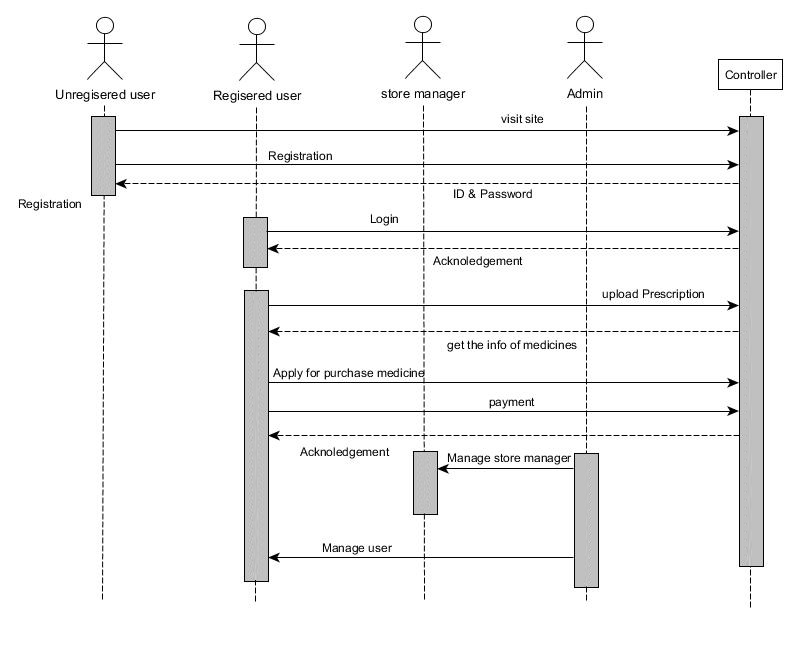 Unregisered user
Regisered user
store manager
Admin
Controller
visit site
Registration
ID & Password
Registration
Login
Acknoledgement
upload Prescription
get the info of medicines
Apply for purchase medicine
payment
Acknoledgement
Manage store manager
Manage user